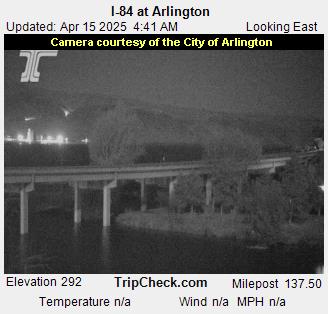 I-84 at Arlington
Updated: Apr 15 2025 4:41 AM Looking East
Camera courtesy of the City of Arlington
Elevation 292 TripCheck.com Milepost 137.50
Temperature n/a Wind n/a MPH n/a